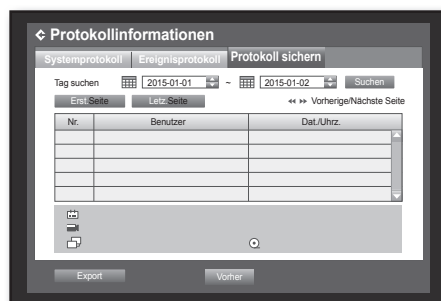 Protokollinformationen
Systemprotokoll Ereignisprotokoll Protokoll sichern
Tag suchen 2015-01-01 ~ 2015-01-02 Suchen
Erst.Seite Letz.Seite Vorherige/Nächste Seite
Nr. Benutzer Dat./Uhrz.
Export Vorher